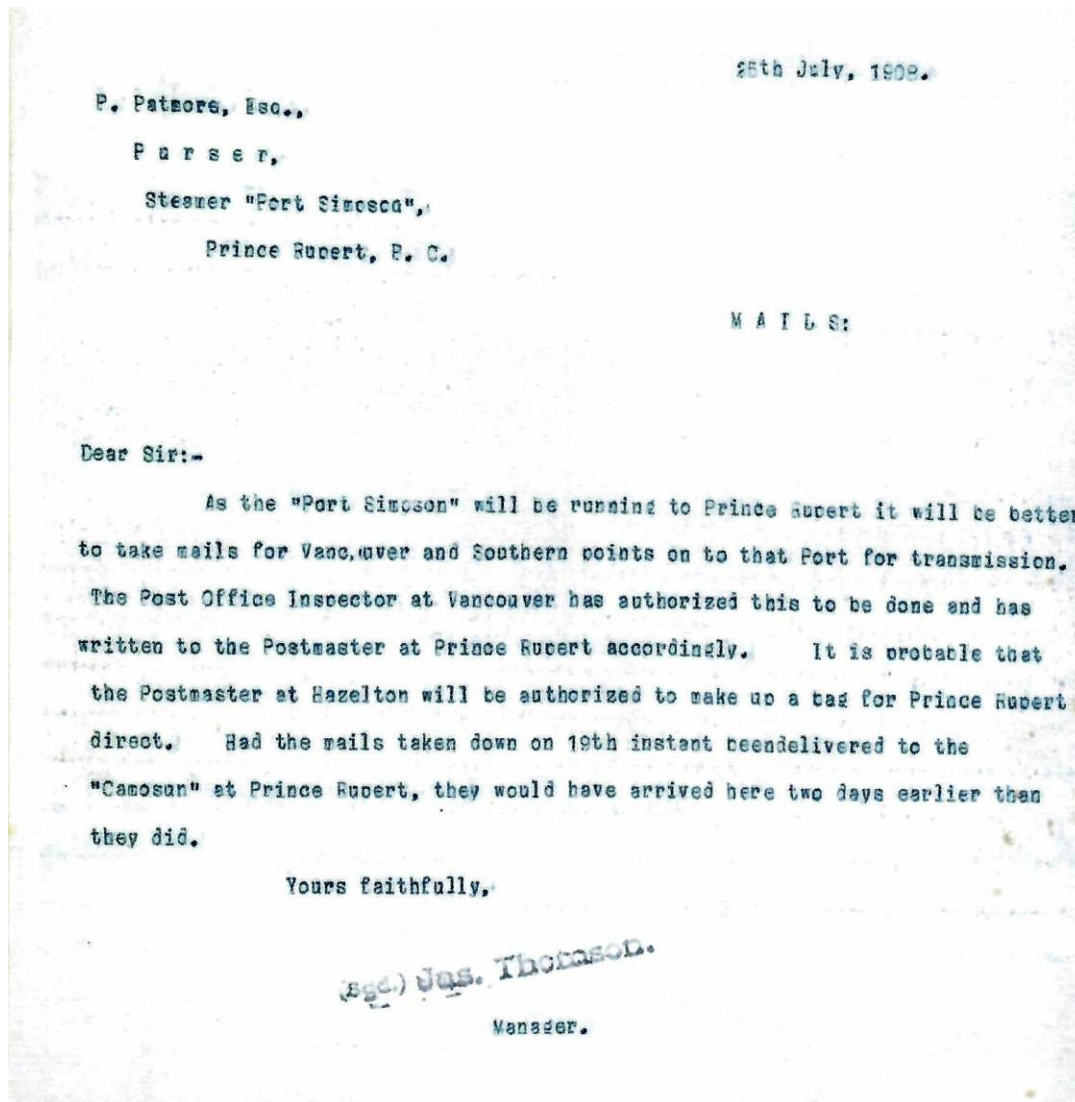 25th July, 1908.
P. Patmore, Esq.,
P u r s e r,
Steamer "Port Simpson",
Prince Rupert, B. C.
M A I L S:
Dear Sir:-
As the "Port Simpson" will be running to Prince Rupert it will be better
to take mails for Vancouver and Southern points on to that Port for transmission.
The Post Office Inspector at Vancouver has authorized this to be done and has
written to the Postmaster at Prince Rupert accordingly. It is probable that
the Postmaster at Hazelton will be authorized to make up a bag for Prince Rupert
direct. Had the mails taken down on 19th instant beendelivered to the
"Camosun" at Prince Rupert, they would have arrived here two days earlier than
they did.
Yours faithfully,
(Sgd.) Jas. Thomson.
Manager.